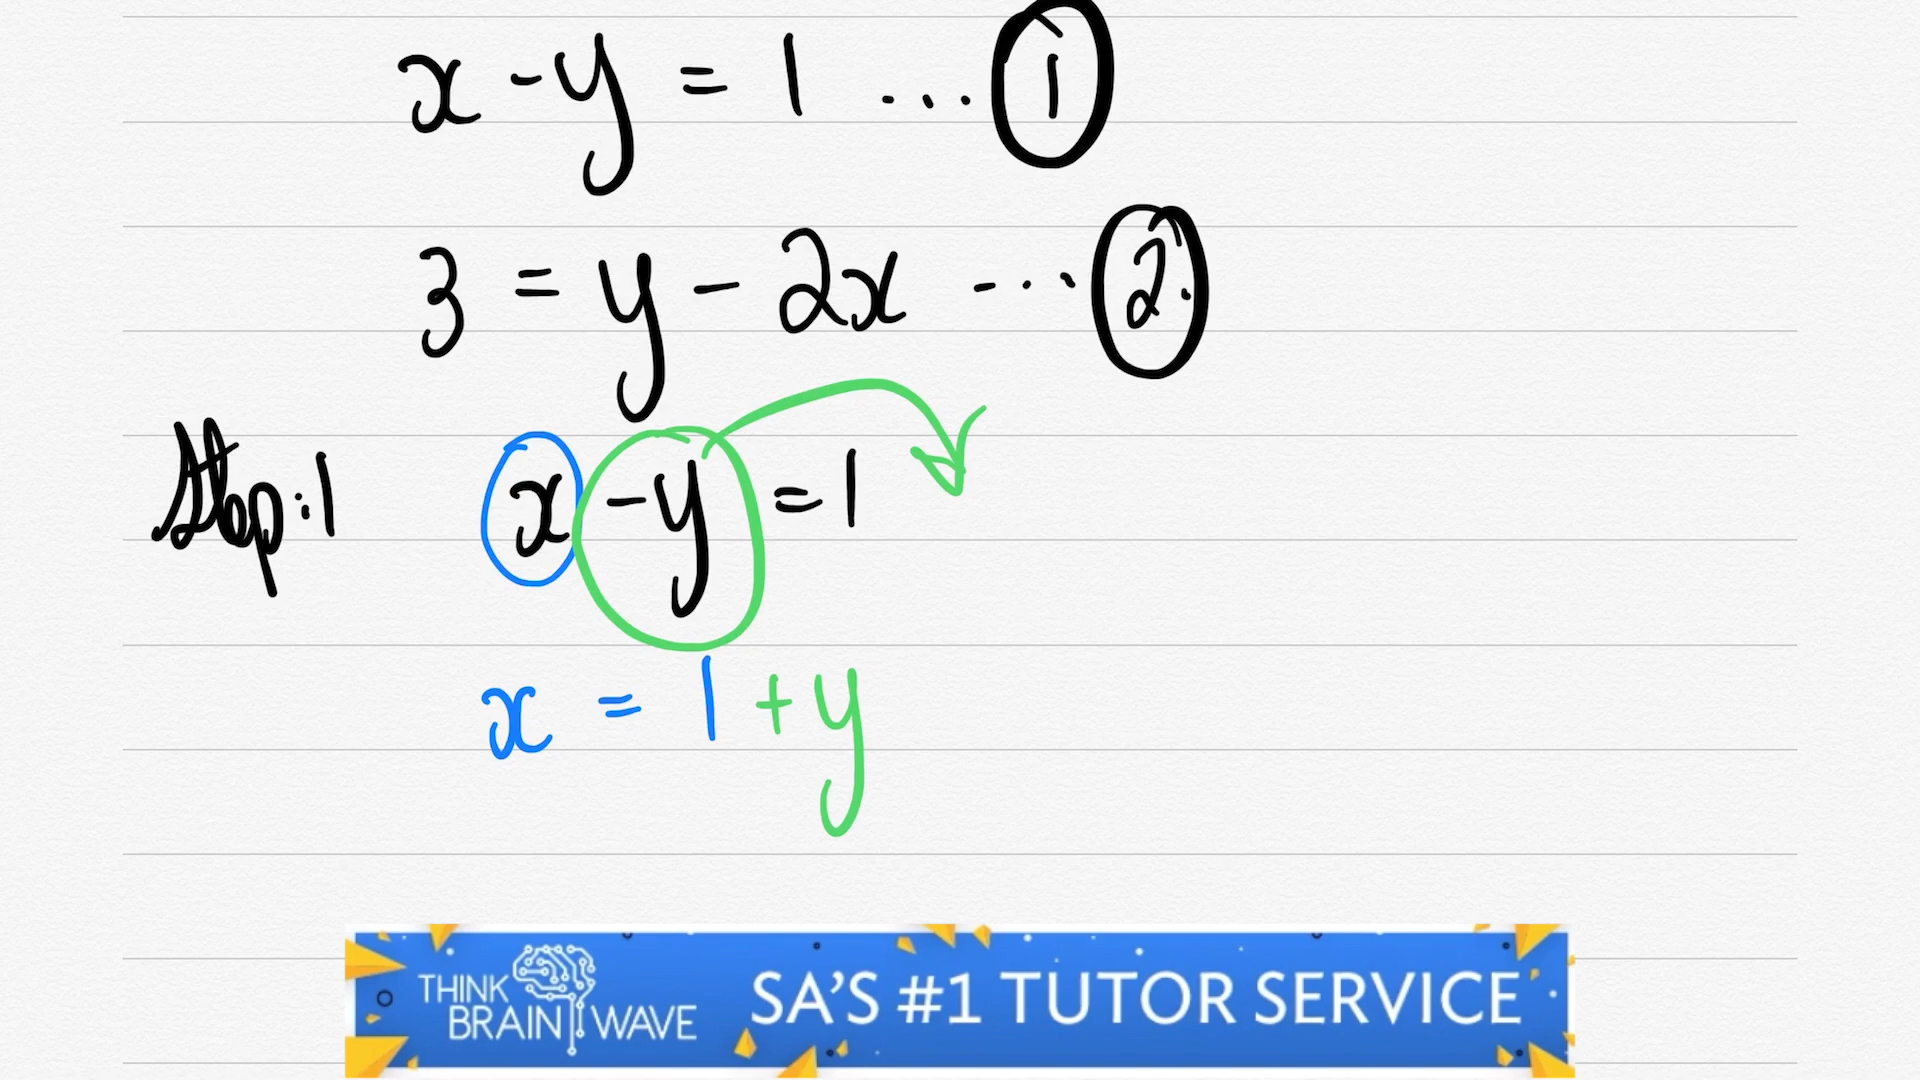 x - y = 1 ... ①
3 = y - 2x ... ②
Step:1 x - y = 1
x = 1 + y
THINK BRAIN WAVE SA'S #1 TUTOR SERVICE